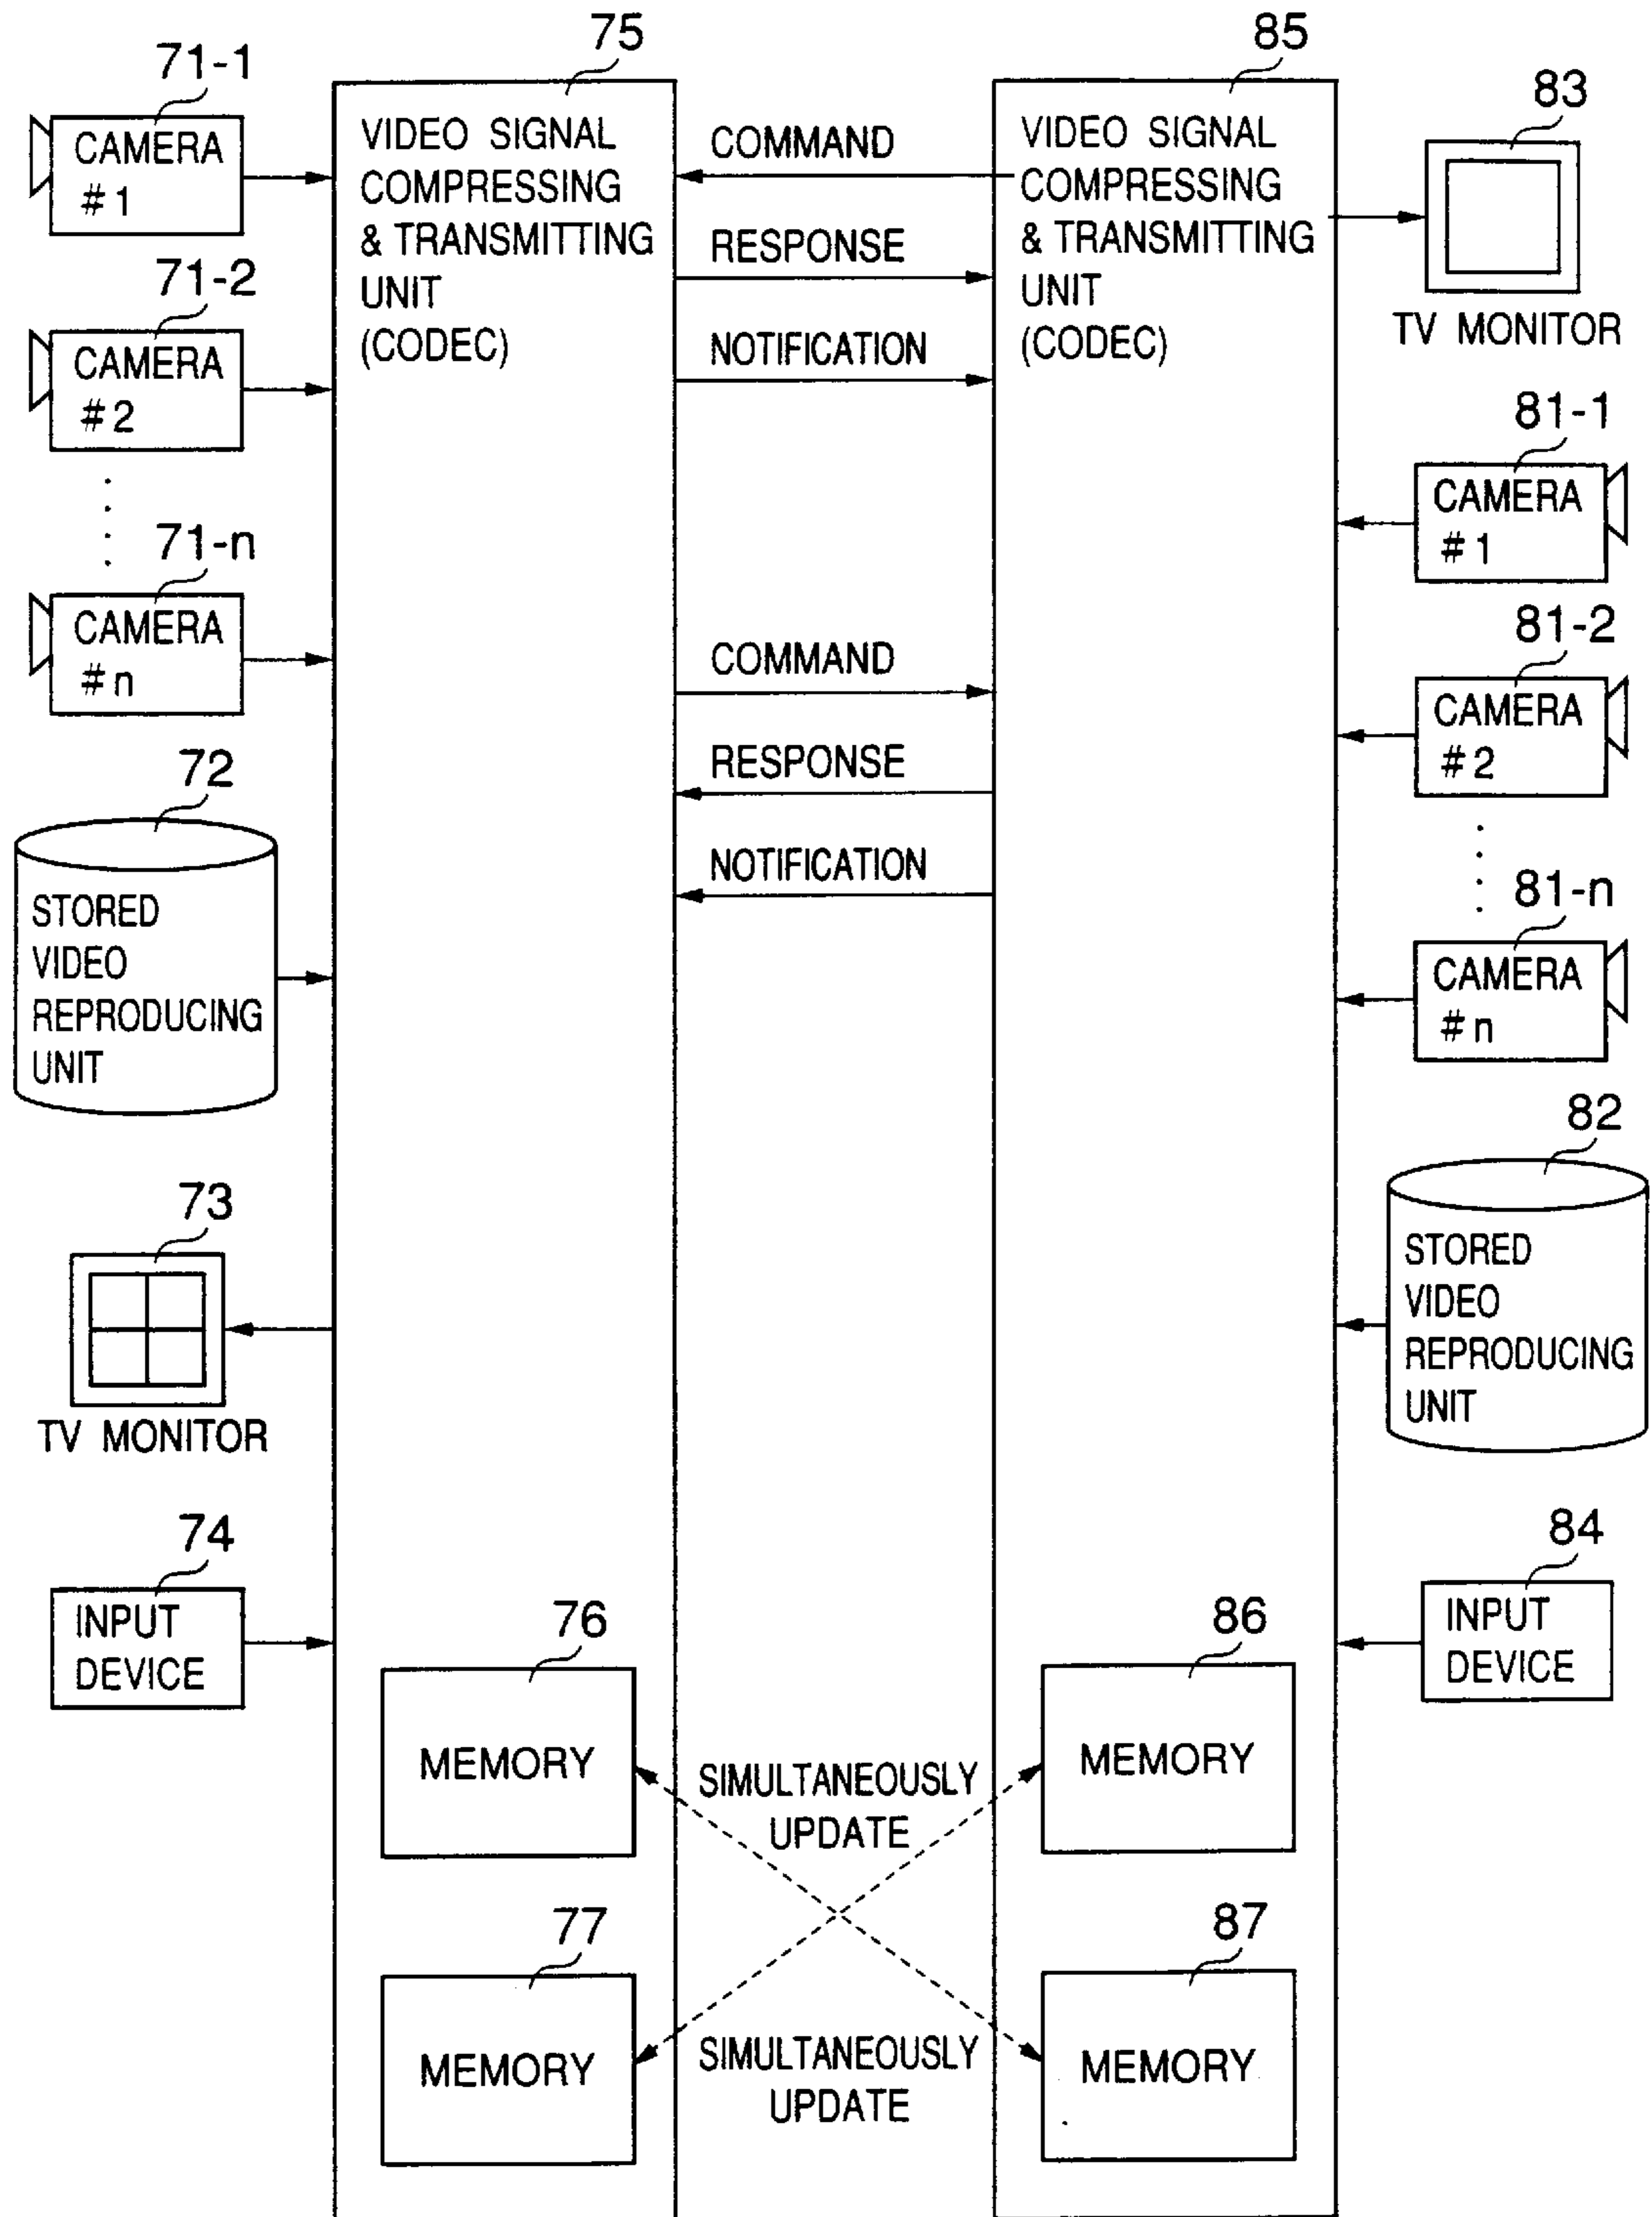 75
85
71-1
83
CAMERA
#1
VIDEO SIGNAL
COMPRESSING
& TRANSMITTING
UNIT
(CODEC)
COMMAND
RESPONSE
NOTIFICATION
VIDEO SIGNAL
COMPRESSING
& TRANSMITTING
UNIT
(CODEC)
TV MONITOR
71-2
CAMERA
#2
81-1
CAMERA
#1
71-n
CAMERA
#n
COMMAND
RESPONSE
NOTIFICATION
81-2
CAMERA
#2
72
STORED
VIDEO
REPRODUCING
UNIT
81-n
CAMERA
#n
82
STORED
VIDEO
REPRODUCING
UNIT
73
TV MONITOR
74
INPUT
DEVICE
84
INPUT
DEVICE
76
MEMORY
86
MEMORY
SIMULTANEOUSLY
UPDATE
77
MEMORY
87
MEMORY
SIMULTANEOUSLY
UPDATE